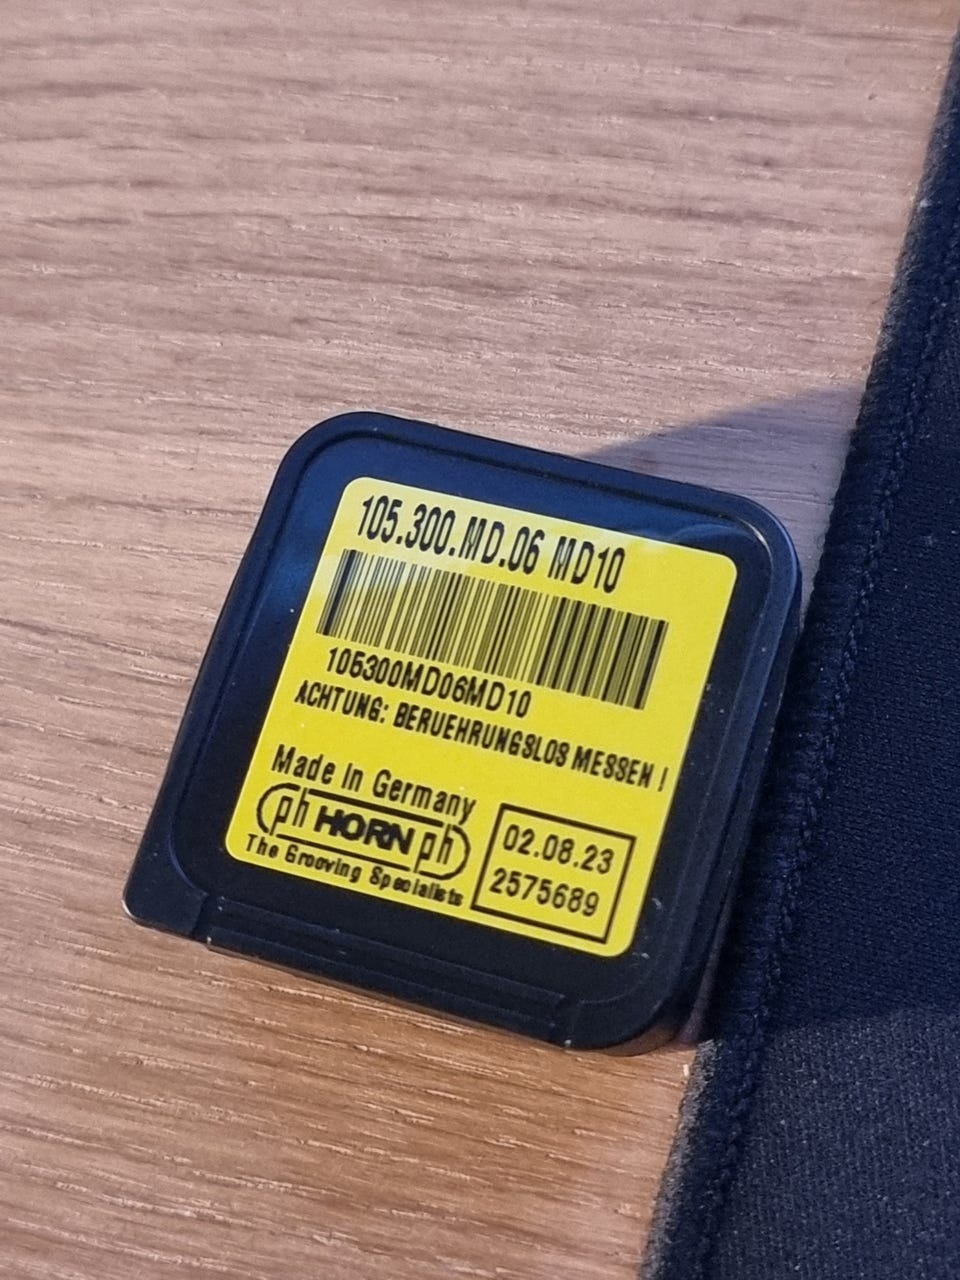 105.300.MD.06 MD10
105300MD06MD10
ACHTUNG: BERUEHRUNGSLOS MESSEN !
Made in Germany
ph HORN ph
The Grooving Specialists
02.08.23
2575689